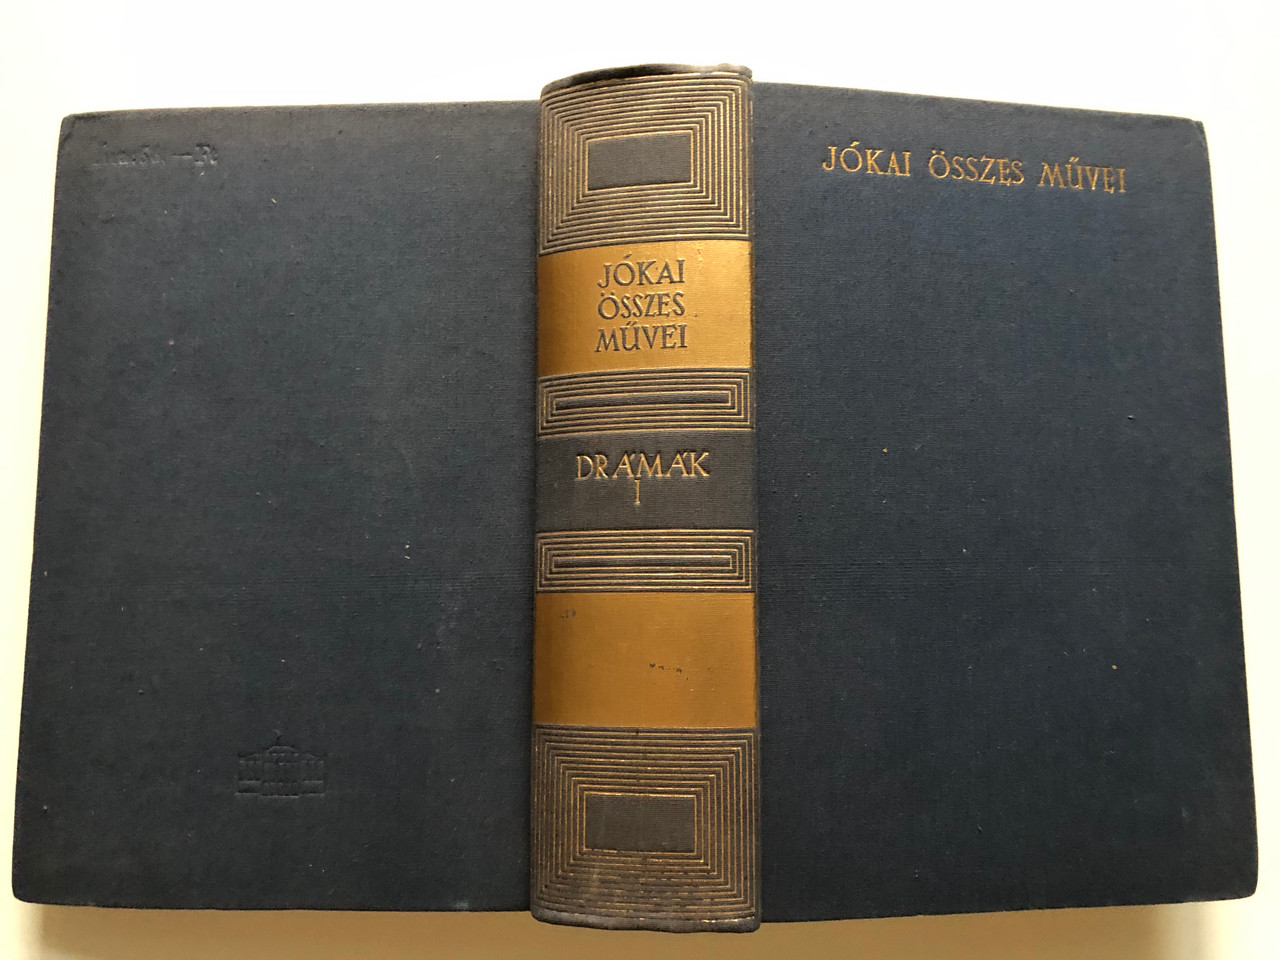 JÓKAI
ÖSSZES
MŰVEI
DRÁMÁK
I
JÓKAI ÖSSZES MŰVEI